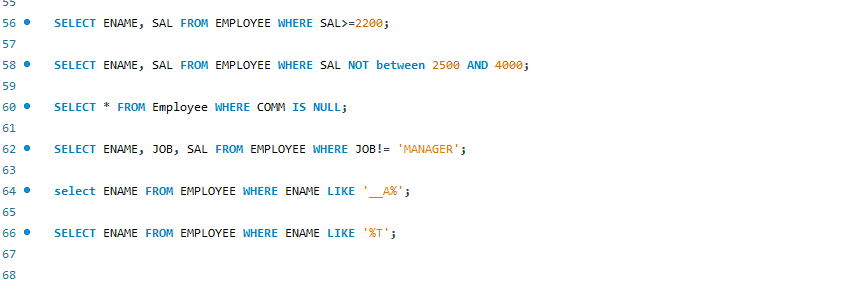 55
56 SELECT ENAME, SAL FROM EMPLOYEE WHERE SAL>=2200;
57
58 SELECT ENAME, SAL FROM EMPLOYEE WHERE SAL NOT between 2500 AND 4000;
59
60 SELECT * FROM Employee WHERE COMM IS NULL;
61
62 SELECT ENAME, JOB, SAL FROM EMPLOYEE WHERE JOB!= 'MANAGER';
63
64 select ENAME FROM EMPLOYEE WHERE ENAME LIKE '__A%';
65
66 SELECT ENAME FROM EMPLOYEE WHERE ENAME LIKE '%T';
67
68